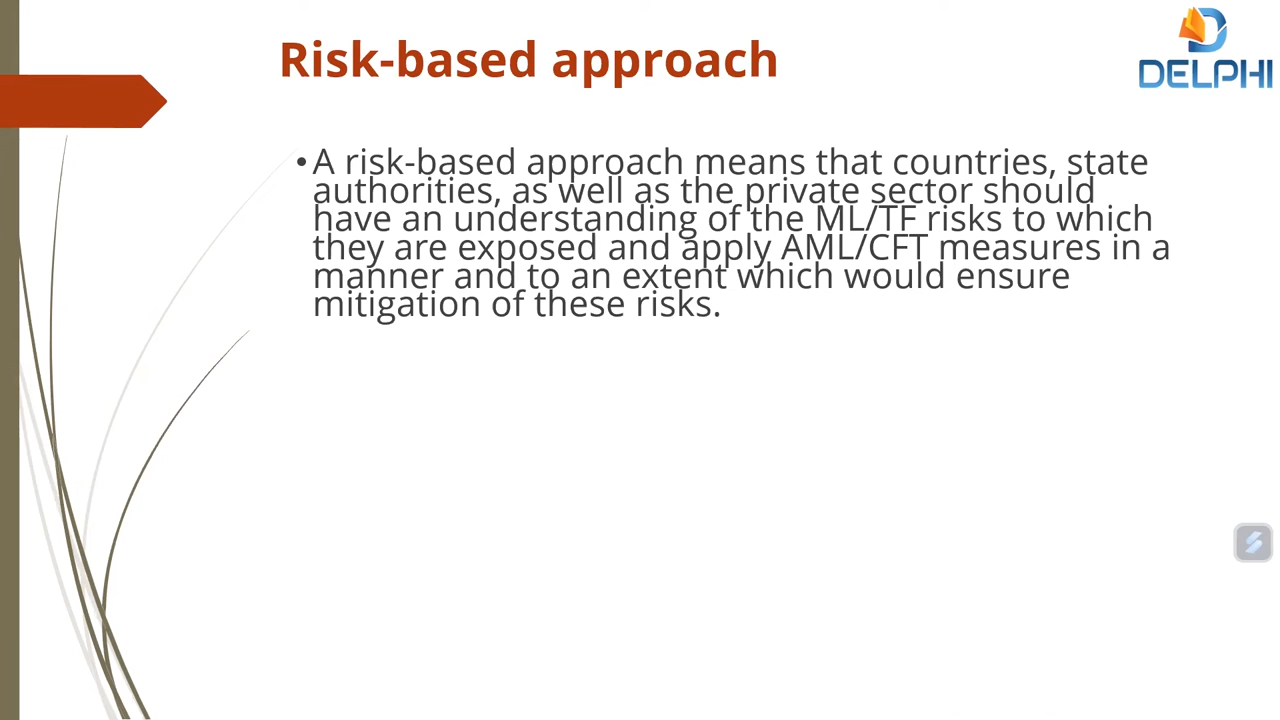 Risk-based approach
DELPHI
•A risk-based approach means that countries, state
authorities, as well as the private sector should
have an understanding of the ML/TF risks to which
they are exposed and apply AML/CFT measures in a
manner and to an extent which would ensure
mitigation of these risks.